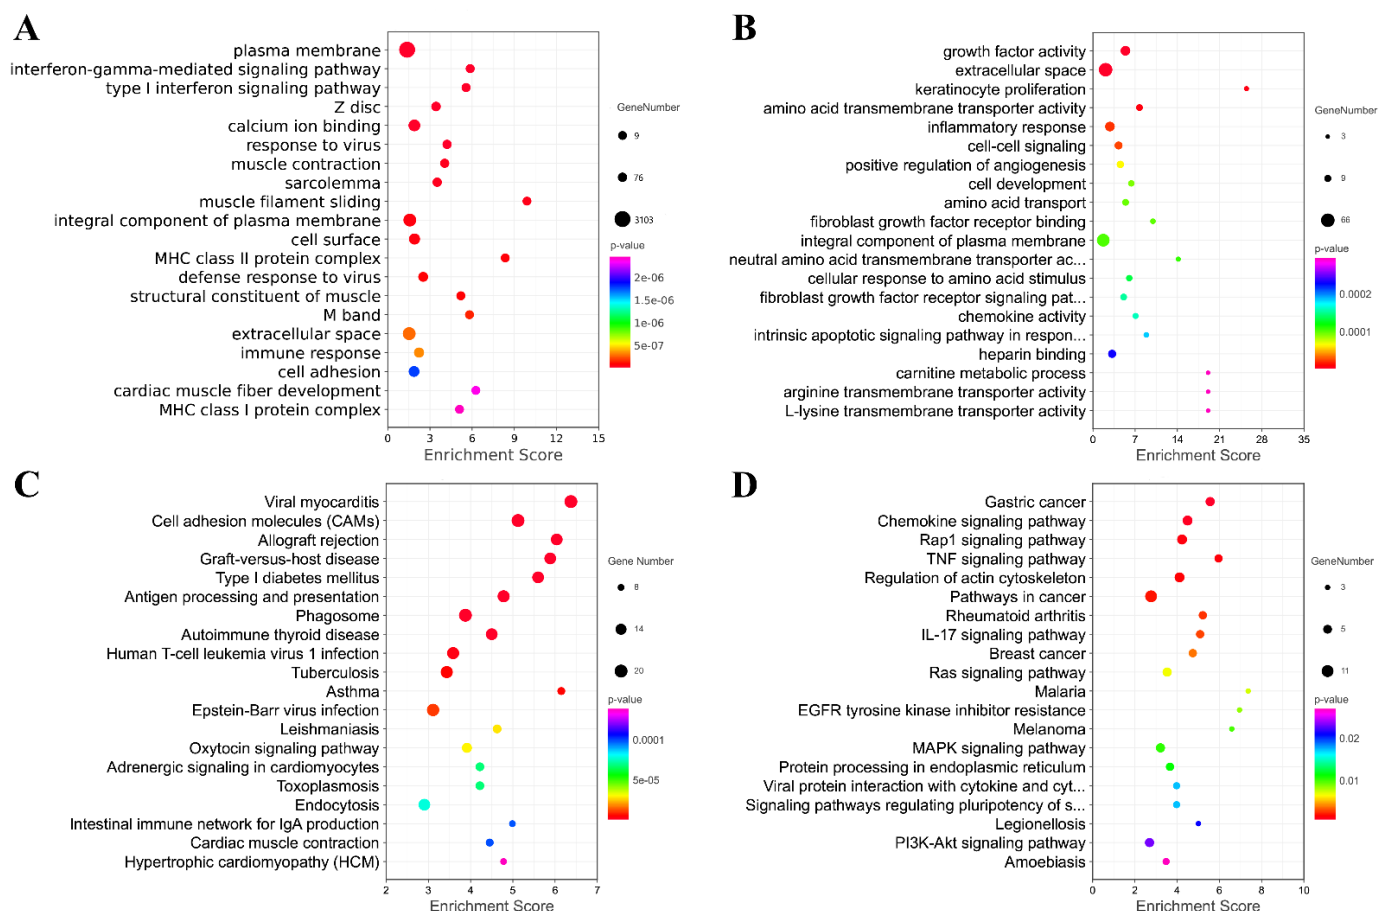 A
plasma membrane
interferon-gamma-mediated signaling pathway
type I interferon signaling pathway
Z disc
calcium ion binding
response to virus
muscle contraction
sarcolemma
muscle filament sliding
integral component of plasma membrane
cell surface
MHC class II protein complex
defense response to virus
structural constituent of muscle
M band
extracellular space
immune response
cell adhesion
cardiac muscle fiber development
MHC class I protein complex
0 3 6 9 12 15
Enrichment Score
GeneNumber
9
76
3103
p-value
2e-06
1.5e-06
1e-06
5e-07
B
growth factor activity
extracellular space
keratinocyte proliferation
amino acid transmembrane transporter activity
inflammatory response
cell-cell signaling
positive regulation of angiogenesis
cell development
amino acid transport
fibroblast growth factor receptor binding
integral component of plasma membrane
neutral amino acid transmembrane transporter ac...
cellular response to amino acid stimulus
fibroblast growth factor receptor signaling pat...
chemokine activity
intrinsic apoptotic signaling pathway in respon...
heparin binding
carnitine metabolic process
arginine transmembrane transporter activity
L-lysine transmembrane transporter activity
0 7 14 21 28 35
Enrichment Score
GeneNumber
3
9
66
p-value
0.0002
0.0001
C
Viral myocarditis
Cell adhesion molecules (CAMs)
Allograft rejection
Graft-versus-host disease
Type I diabetes mellitus
Antigen processing and presentation
Phagosome
Autoimmune thyroid disease
Human T-cell leukemia virus 1 infection
Tuberculosis
Asthma
Epstein-Barr virus infection
Leishmaniasis
Oxytocin signaling pathway
Adrenergic signaling in cardiomyocytes
Toxoplasmosis
Endocytosis
Intestinal immune network for IgA production
Cardiac muscle contraction
Hypertrophic cardiomyopathy (HCM)
2 3 4 5 6 7
Enrichment Score
Gene Number
8
14
20
p-value
0.0001
5e-05
D
Gastric cancer
Chemokine signaling pathway
Rap1 signaling pathway
TNF signaling pathway
Regulation of actin cytoskeleton
Pathways in cancer
Rheumatoid arthritis
IL-17 signaling pathway
Breast cancer
Ras signaling pathway
Malaria
EGFR tyrosine kinase inhibitor resistance
Melanoma
MAPK signaling pathway
Protein processing in endoplasmic reticulum
Viral protein interaction with cytokine and cyt...
Signaling pathways regulating pluripotency of s...
Legionellosis
PI3K-Akt signaling pathway
Amoebiasis
0 2 4 6 8 10
Enrichment Score
GeneNumber
3
5
11
p-value
0.02
0.01